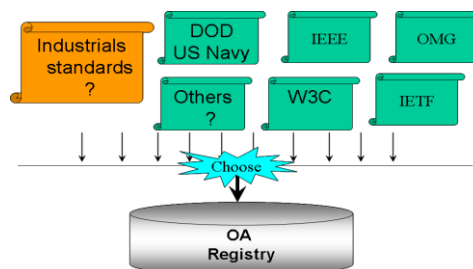 Industrials
standards
?
DOD
US Navy
IEEE
OMG
Others
?
W3C
IETF
Choose
OA
Registry